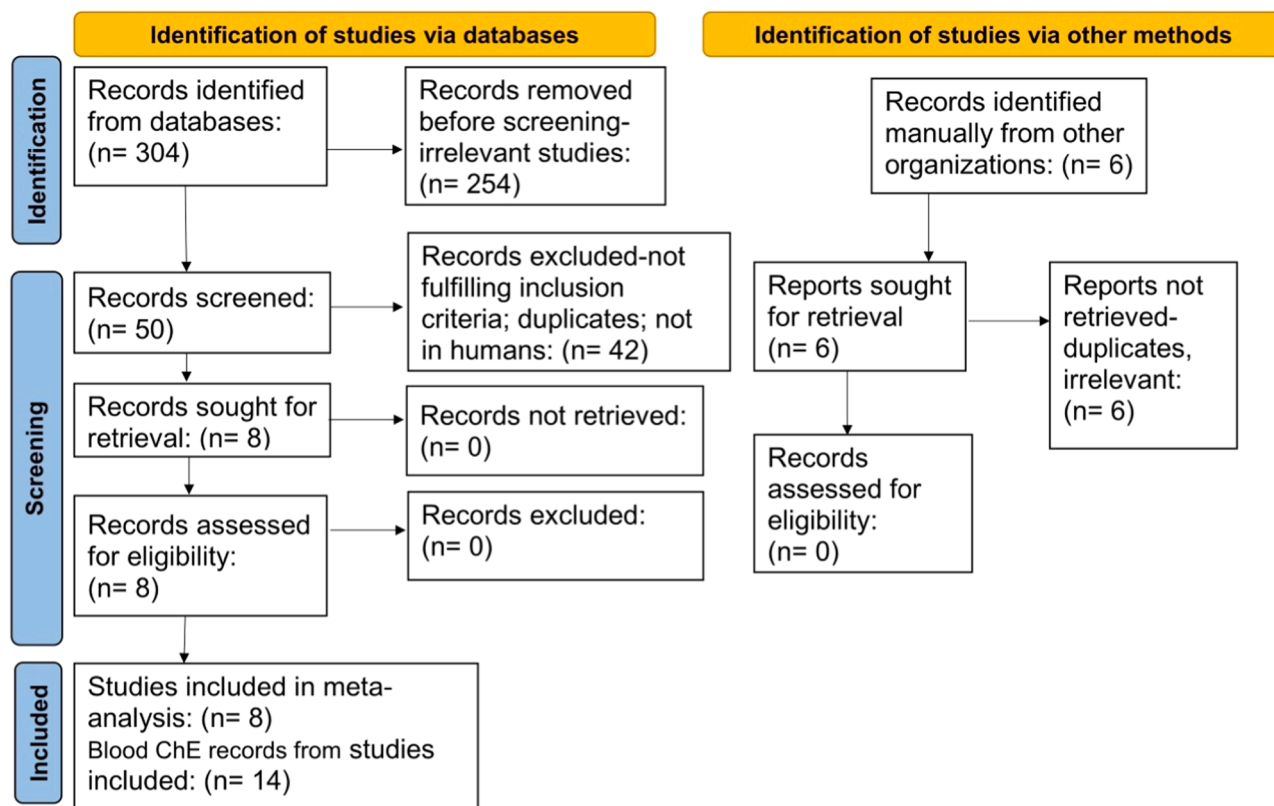 Identification of studies via databases
Identification of studies via other methods
Identification
Records identified
from databases:
(n= 304)
Records removed
before screening-
irrelevant studies:
(n= 254)
Records identified
manually from other
organizations: (n= 6)
Screening
Records screened:
(n= 50)
Records excluded-not
fulfilling inclusion
criteria; duplicates; not
in humans: (n= 42)
Reports sought
for retrieval
(n= 6)
Reports not
retrieved-
duplicates,
irrelevant:
(n= 6)
Records sought for
retrieval: (n= 8)
Records not retrieved:
(n= 0)
Records
assessed for
eligibility:
(n= 0)
Records assessed
for eligibility:
(n= 8)
Records excluded:
(n= 0)
Included
Studies included in meta-
analysis: (n= 8)
Blood ChE records from studies
included: (n= 14)